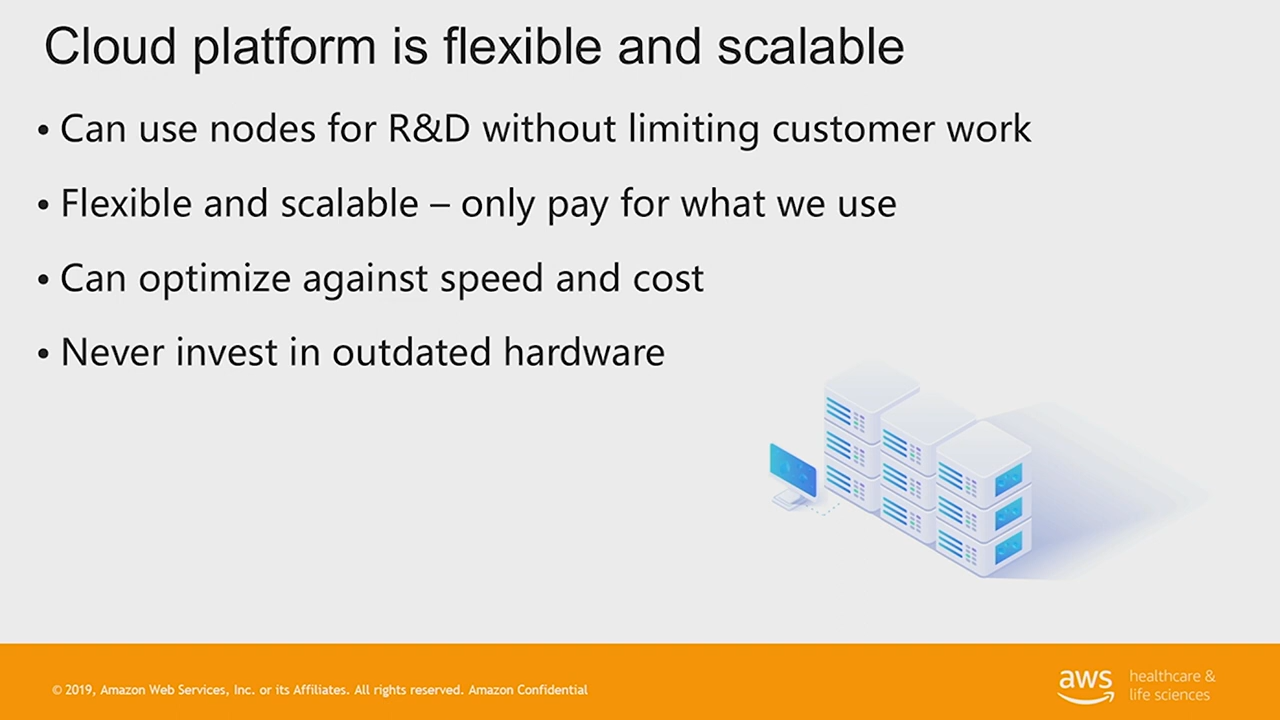 Cloud platform is flexible and scalable
• Can use nodes for R&D without limiting customer work
• Flexible and scalable – only pay for what we use
• Can optimize against speed and cost
• Never invest in outdated hardware
© 2019, Amazon Web Services, Inc. or its Affiliates. All rights reserved. Amazon Confidential
aws
healthcare &
life sciences